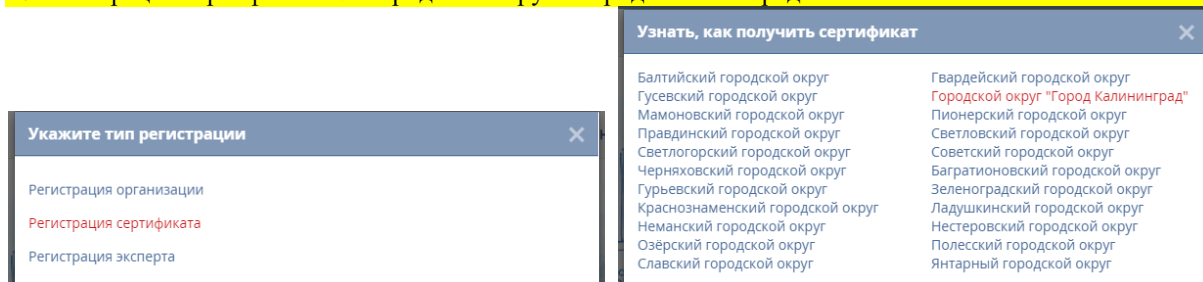 Укажите тип регистрации
Регистрация организации
Регистрация сертификата
Регистрация эксперта
Узнать, как получить сертификат
Балтийский городской округ
Гусевский городской округ
Мамоновский городской округ
Правдинский городской округ
Светлогорский городской округ
Черняховский городской округ
Гурьевский городской округ
Краснознаменский городской округ
Неманский городской округ
Озёрский городской округ
Славский городской округ
Гвардейский городской округ
Городской округ "Город Калининград"
Пионерский городской округ
Светловский городской округ
Советский городской округ
Багратионовский городской округ
Зеленоградский городской округ
Ладушкинский городской округ
Нестеровский городской округ
Полесский городской округ
Янтарный городской округ